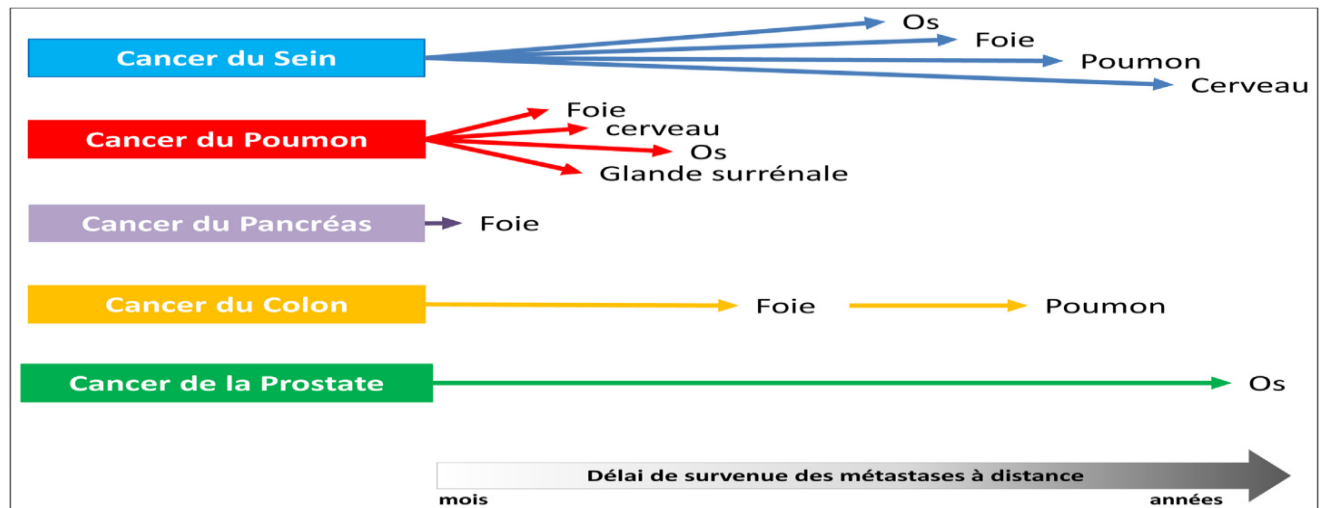 Cancer du Sein
Os
Foie
Poumon
Cerveau
Cancer du Poumon
Foie
cerveau
Os
Glande surrénale
Cancer du Pancréas
Foie
Cancer du Colon
Foie
Poumon
Cancer de la Prostate
Os
Délai de survenue des métastases à distance
mois
années